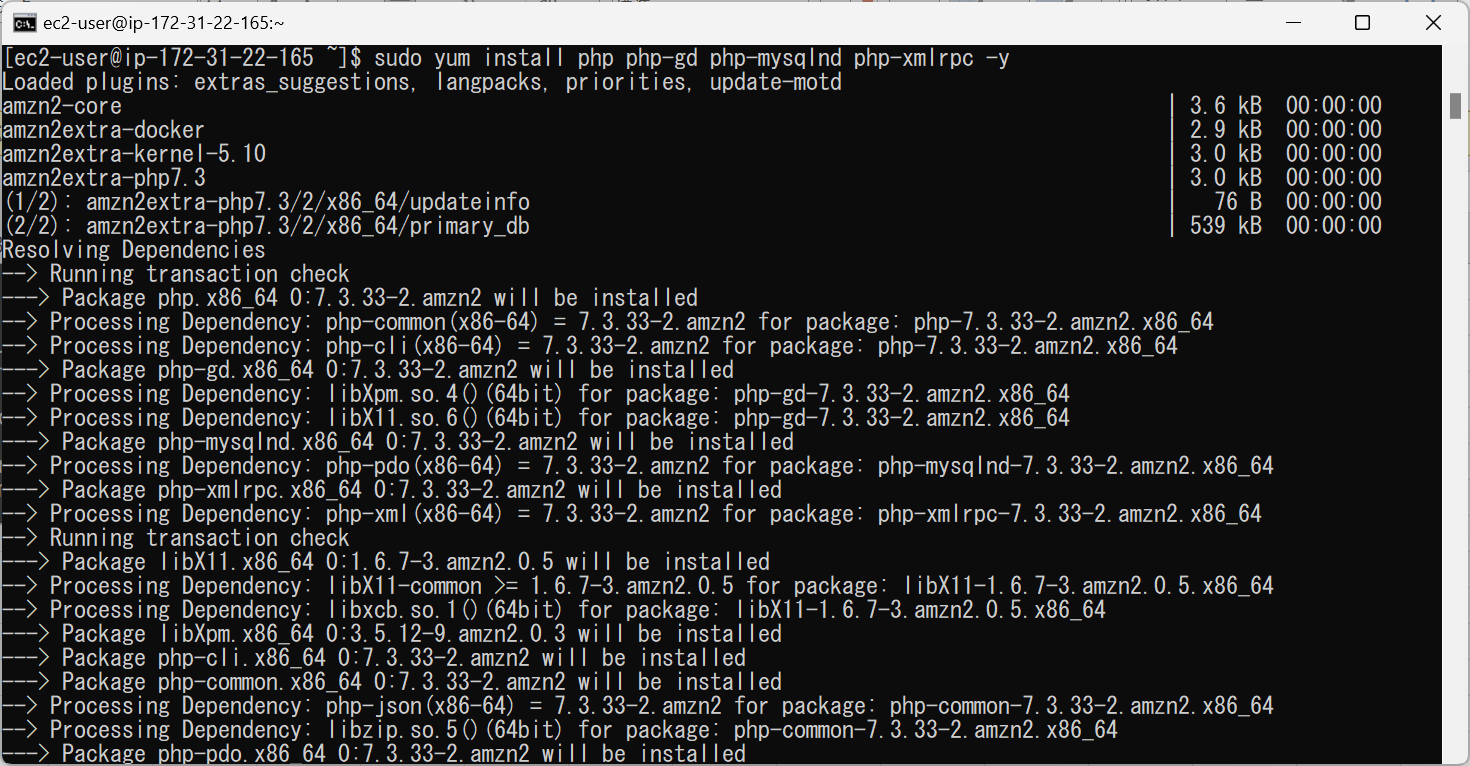 ec2-user@ip-172-31-22-165:~
[ec2-user@ip-172-31-22-165 ~]$ sudo yum install php php-gd php-mysqlnd php-xmlrpc -y
Loaded plugins: extras_suggestions, langpacks, priorities, update-motd
amzn2-core | 3.6 kB 00:00:00
amzn2extra-docker | 2.9 kB 00:00:00
amzn2extra-kernel-5.10 | 3.0 kB 00:00:00
amzn2extra-php7.3 | 3.0 kB 00:00:00
(1/2): amzn2extra-php7.3/2/x86_64/updateinfo | 76 B 00:00:00
(2/2): amzn2extra-php7.3/2/x86_64/primary_db | 539 kB 00:00:00
Resolving Dependencies
--> Running transaction check
---> Package php.x86_64 0:7.3.33-2.amzn2 will be installed
--> Processing Dependency: php-common(x86-64) = 7.3.33-2.amzn2 for package: php-7.3.33-2.amzn2.x86_64
--> Processing Dependency: php-cli(x86-64) = 7.3.33-2.amzn2 for package: php-7.3.33-2.amzn2.x86_64
---> Package php-gd.x86_64 0:7.3.33-2.amzn2 will be installed
--> Processing Dependency: libXpm.so.4()(64bit) for package: php-gd-7.3.33-2.amzn2.x86_64
--> Processing Dependency: libX11.so.6()(64bit) for package: php-gd-7.3.33-2.amzn2.x86_64
---> Package php-mysqlnd.x86_64 0:7.3.33-2.amzn2 will be installed
--> Processing Dependency: php-pdo(x86-64) = 7.3.33-2.amzn2 for package: php-mysqlnd-7.3.33-2.amzn2.x86_64
---> Package php-xmlrpc.x86_64 0:7.3.33-2.amzn2 will be installed
--> Processing Dependency: php-xml(x86-64) = 7.3.33-2.amzn2 for package: php-xmlrpc-7.3.33-2.amzn2.x86_64
--> Running transaction check
---> Package libX11.x86_64 0:1.6.7-3.amzn2.0.5 will be installed
--> Processing Dependency: libX11-common >= 1.6.7-3.amzn2.0.5 for package: libX11-1.6.7-3.amzn2.0.5.x86_64
--> Processing Dependency: libxcb.so.1()(64bit) for package: libX11-1.6.7-3.amzn2.0.5.x86_64
---> Package libXpm.x86_64 0:3.5.12-9.amzn2.0.3 will be installed
---> Package php-cli.x86_64 0:7.3.33-2.amzn2 will be installed
---> Package php-common.x86_64 0:7.3.33-2.amzn2 will be installed
--> Processing Dependency: php-json(x86-64) = 7.3.33-2.amzn2 for package: php-common-7.3.33-2.amzn2.x86_64
--> Processing Dependency: libzip.so.5()(64bit) for package: php-common-7.3.33-2.amzn2.x86_64
---> Package php-pdo.x86_64 0:7.3.33-2.amzn2 will be installed